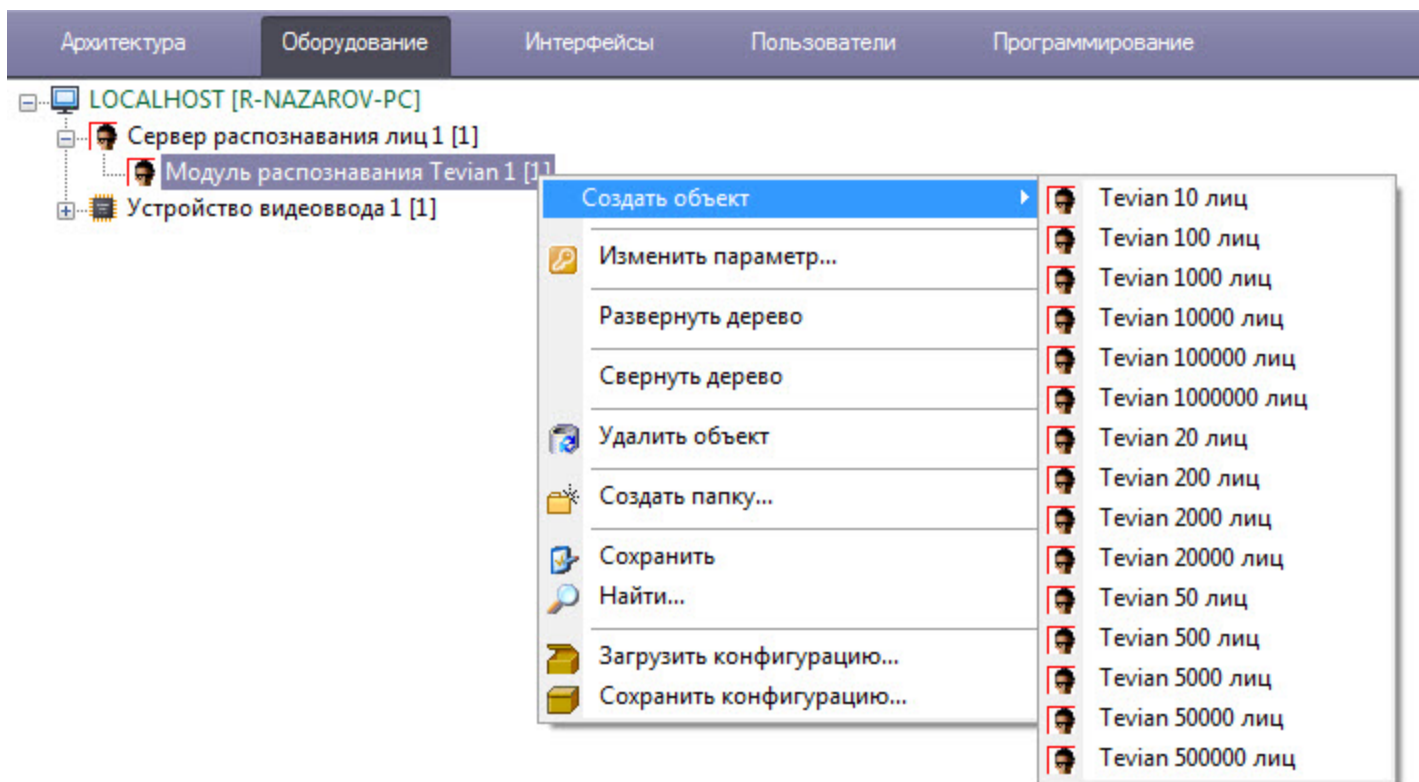 Архитектура Оборудование Интерфейсы Пользователи Программирование
LOCALHOST [R-NAZAROV-PC]
Сервер распознавания лиц 1 [1]
Модуль распознавания Tevian 1 [1]
Устройство видеоввода 1 [1]
Создать объект
Изменить параметр...
Развернуть дерево
Свернуть дерево
Удалить объект
Создать папку...
Сохранить
Найти...
Загрузить конфигурацию...
Сохранить конфигурацию...
Tevian 10 лиц
Tevian 100 лиц
Tevian 1000 лиц
Tevian 10000 лиц
Tevian 100000 лиц
Tevian 1000000 лиц
Tevian 20 лиц
Tevian 200 лиц
Tevian 2000 лиц
Tevian 20000 лиц
Tevian 50 лиц
Tevian 500 лиц
Tevian 5000 лиц
Tevian 50000 лиц
Tevian 500000 лиц